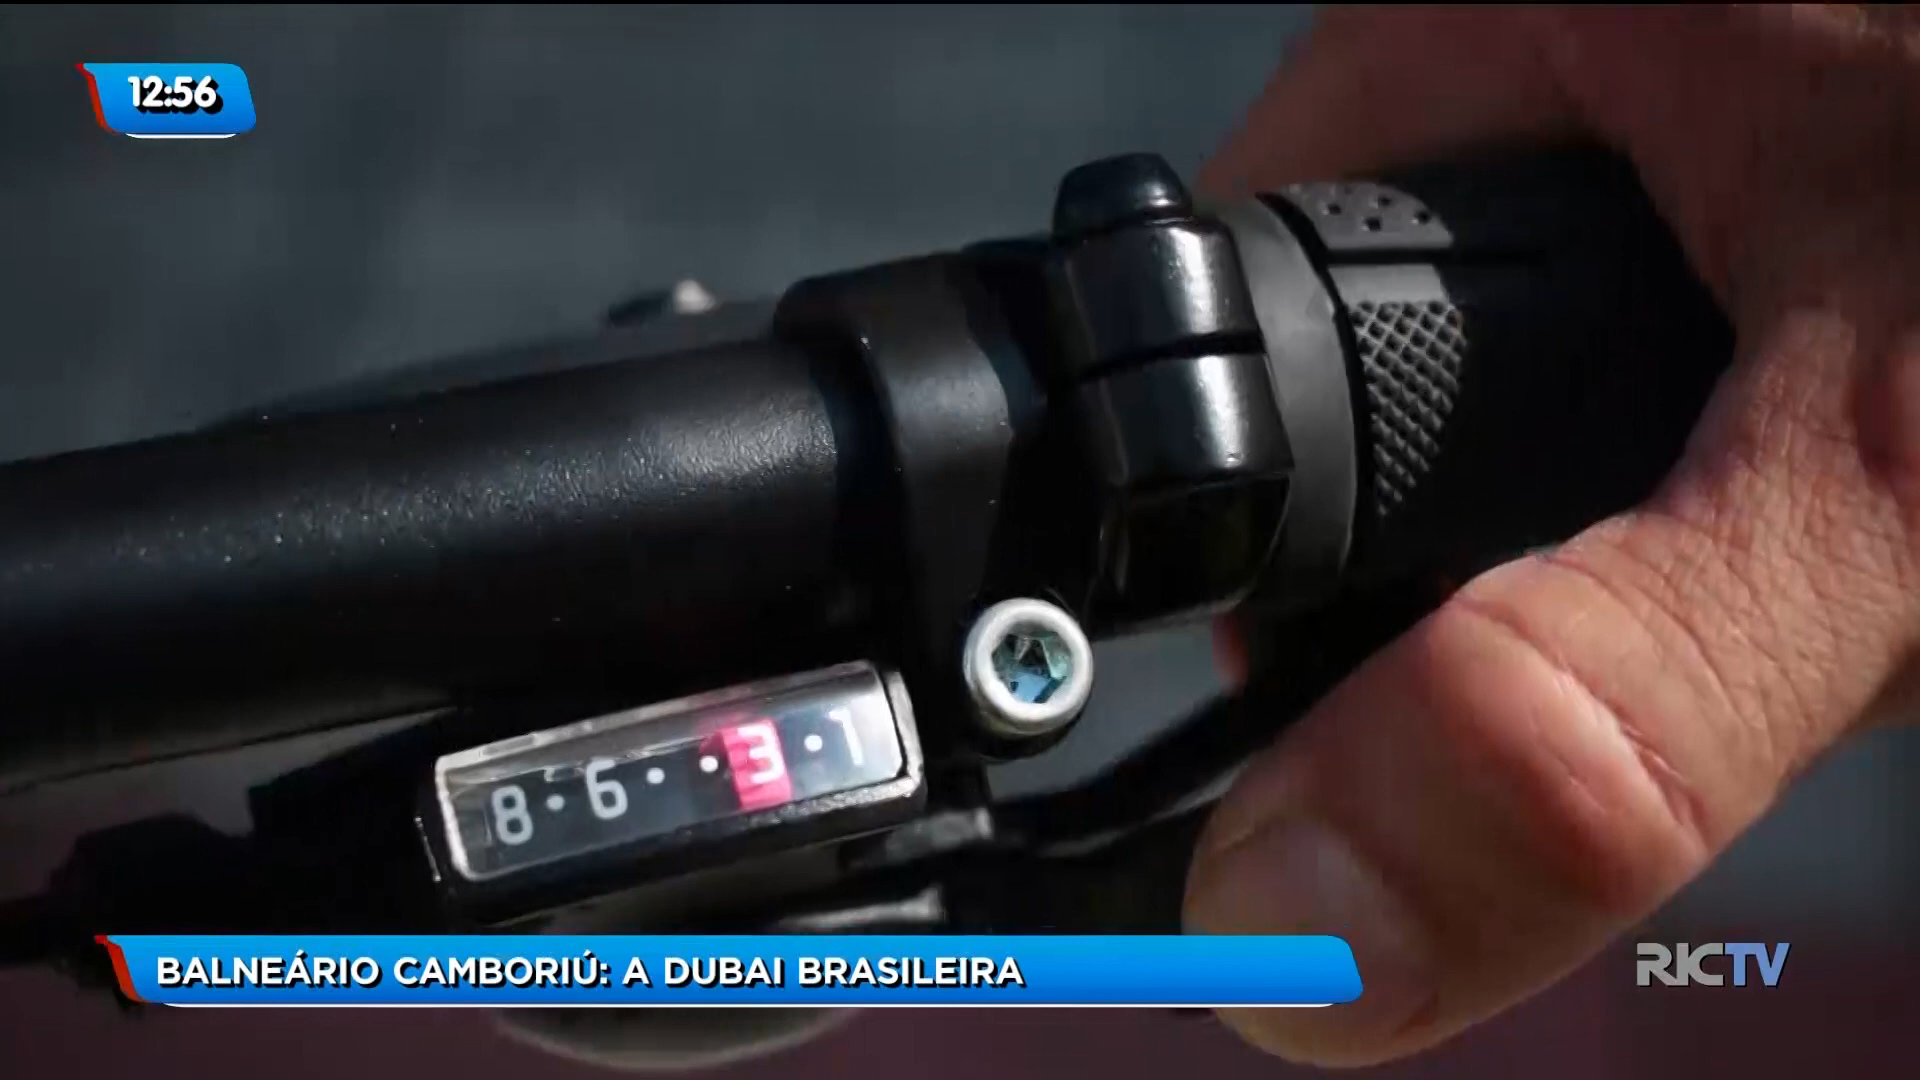 12:56
8 • 6 • • 3 • 1
BALNEÁRIO CAMBORIÚ: A DUBAI BRASILEIRA
RICTV